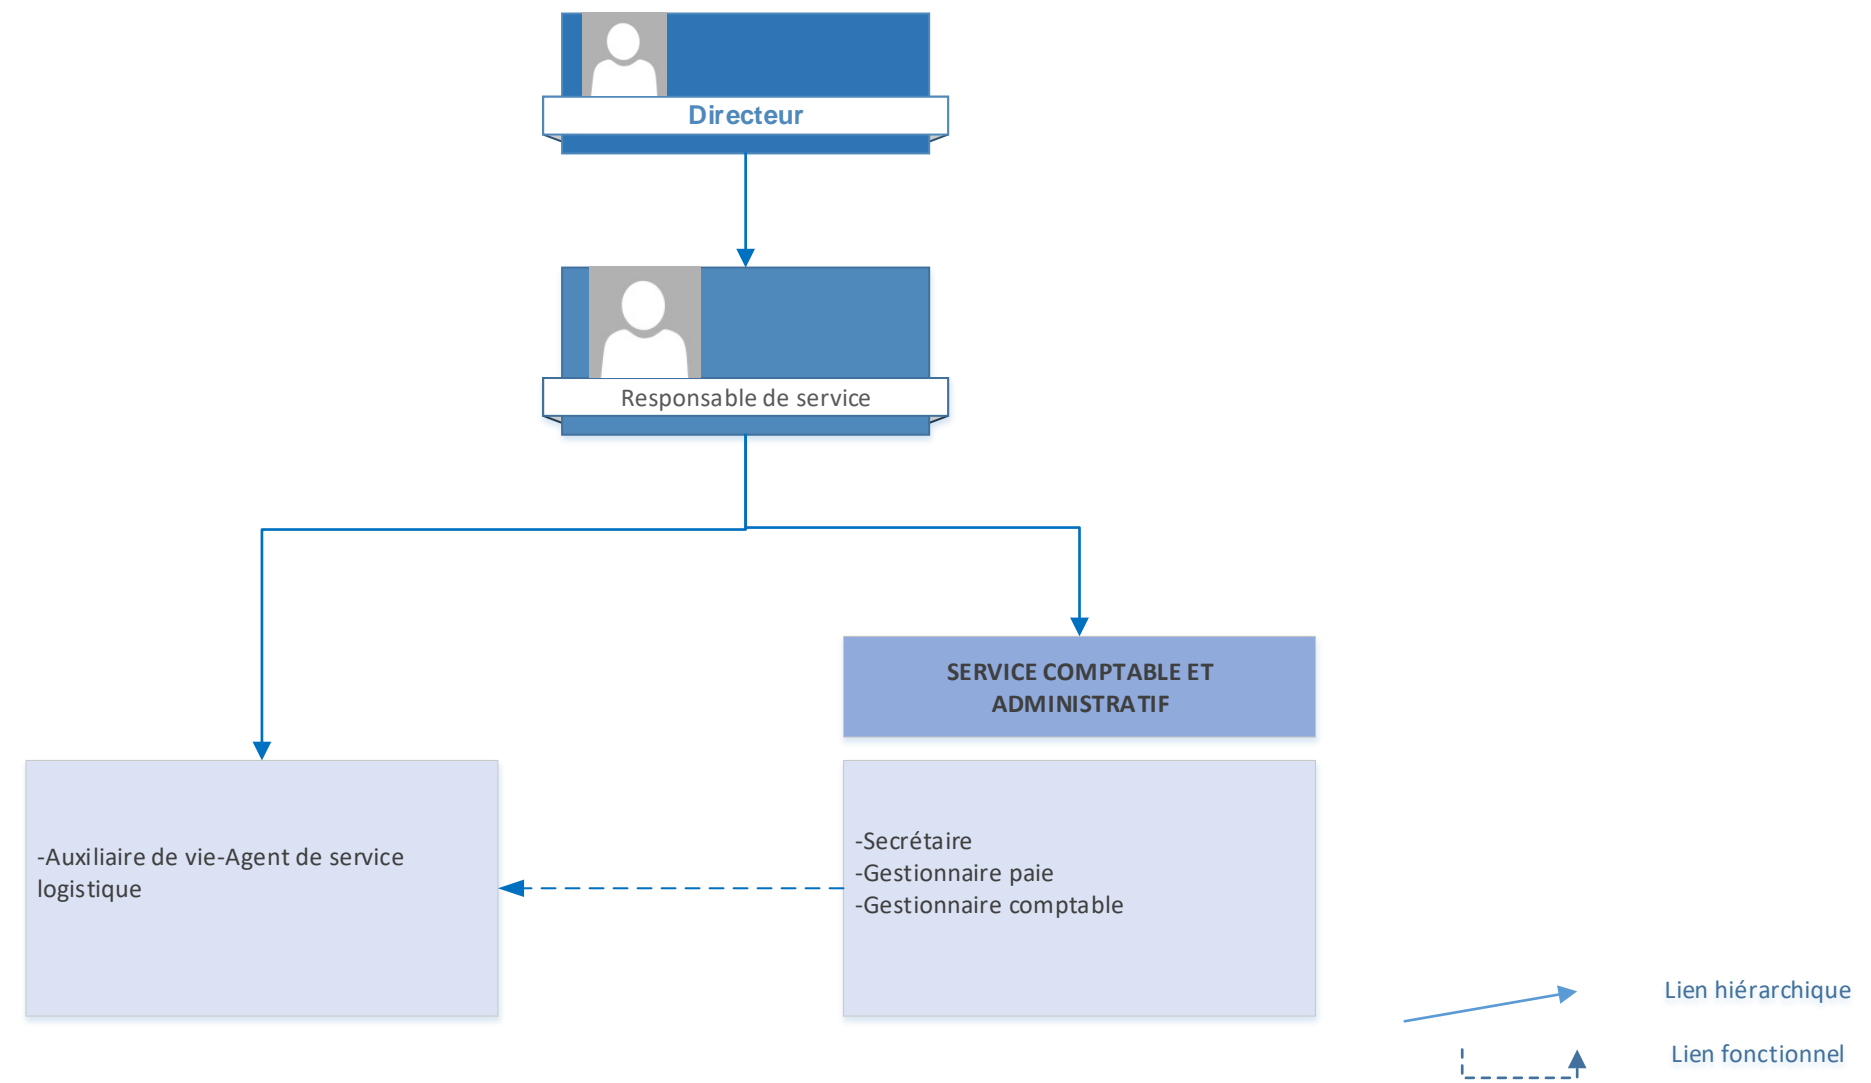 Directeur
Responsable de service
SERVICE COMPTABLE ET
ADMINISTRATIF
-Auxiliaire de vie-Agent de service
logistique
-Secrétaire
-Gestionnaire paie
-Gestionnaire comptable
Lien hiérarchique
Lien fonctionnel